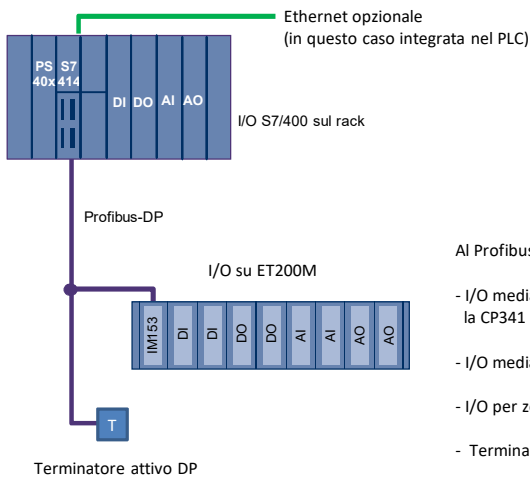 Ethernet opzionale
(in questo caso integrata nel PLC)
PS S7
40x 414
DI DO AI AO
I/O S7/400 sul rack
Profibus-DP
Al Profibus
I/O su ET200M
- I/O media
la CP341
IM153 DI DI DO DO AI AI AO AO
- I/O media
- I/O per z
T
- Termina
Terminatore attivo DP